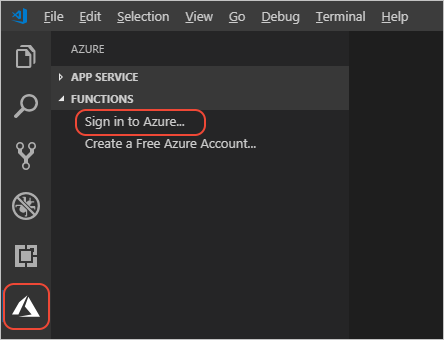 File Edit Selection View Go Debug Terminal Help
AZURE
APP SERVICE
FUNCTIONS
Sign in to Azure...
Create a Free Azure Account...